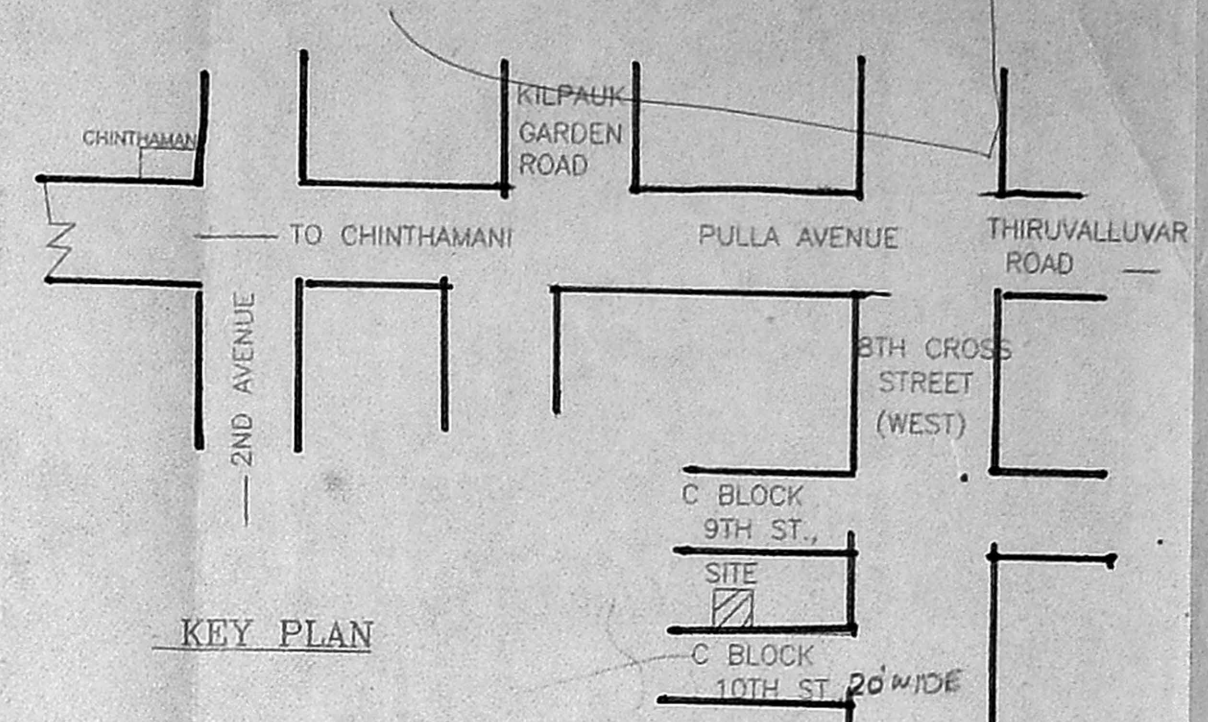 KILPAUK
GARDEN
ROAD
CHINTHAMANI
TO CHINTHAMANI
PULLA AVENUE
THIRUVALLUVAR
ROAD
2ND AVENUE
8TH CROSS
STREET
(WEST)
C BLOCK
9TH ST.,
SITE
KEY PLAN
C BLOCK
10TH ST. 20' WIDE